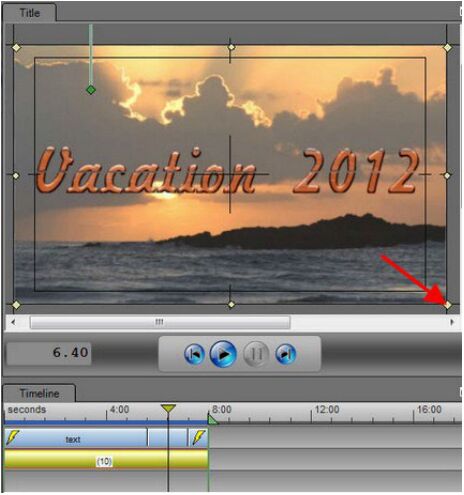 Title
Vacation 2012
6.40
Timeline
seconds 4:00 8:00 12:00 16:00
text
(10)